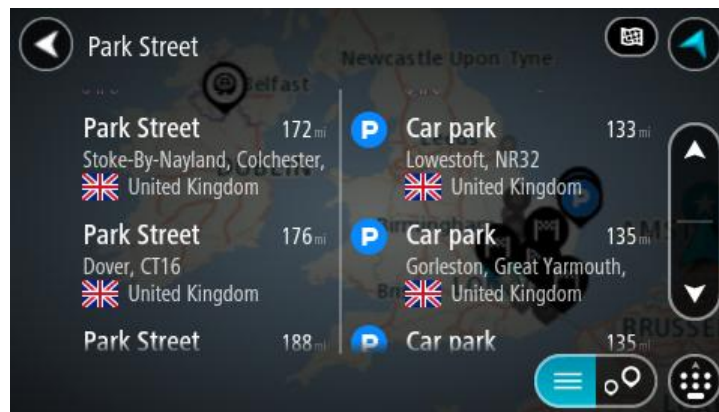 Park Street
Newcastle Upon Tyne
Belfast
Park Street 172 mi
Stoke-By-Nayland, Colchester,
United Kingdom
Park Street 176 mi
Dover, CT16
United Kingdom
Park Street 188 mi
P Car park 133 mi
Lowestoft, NR32
United Kingdom
P Car park 135 mi
Gorleston, Great Yarmouth,
United Kingdom
P Car park 135 mi
DUBLIN
Birmingham